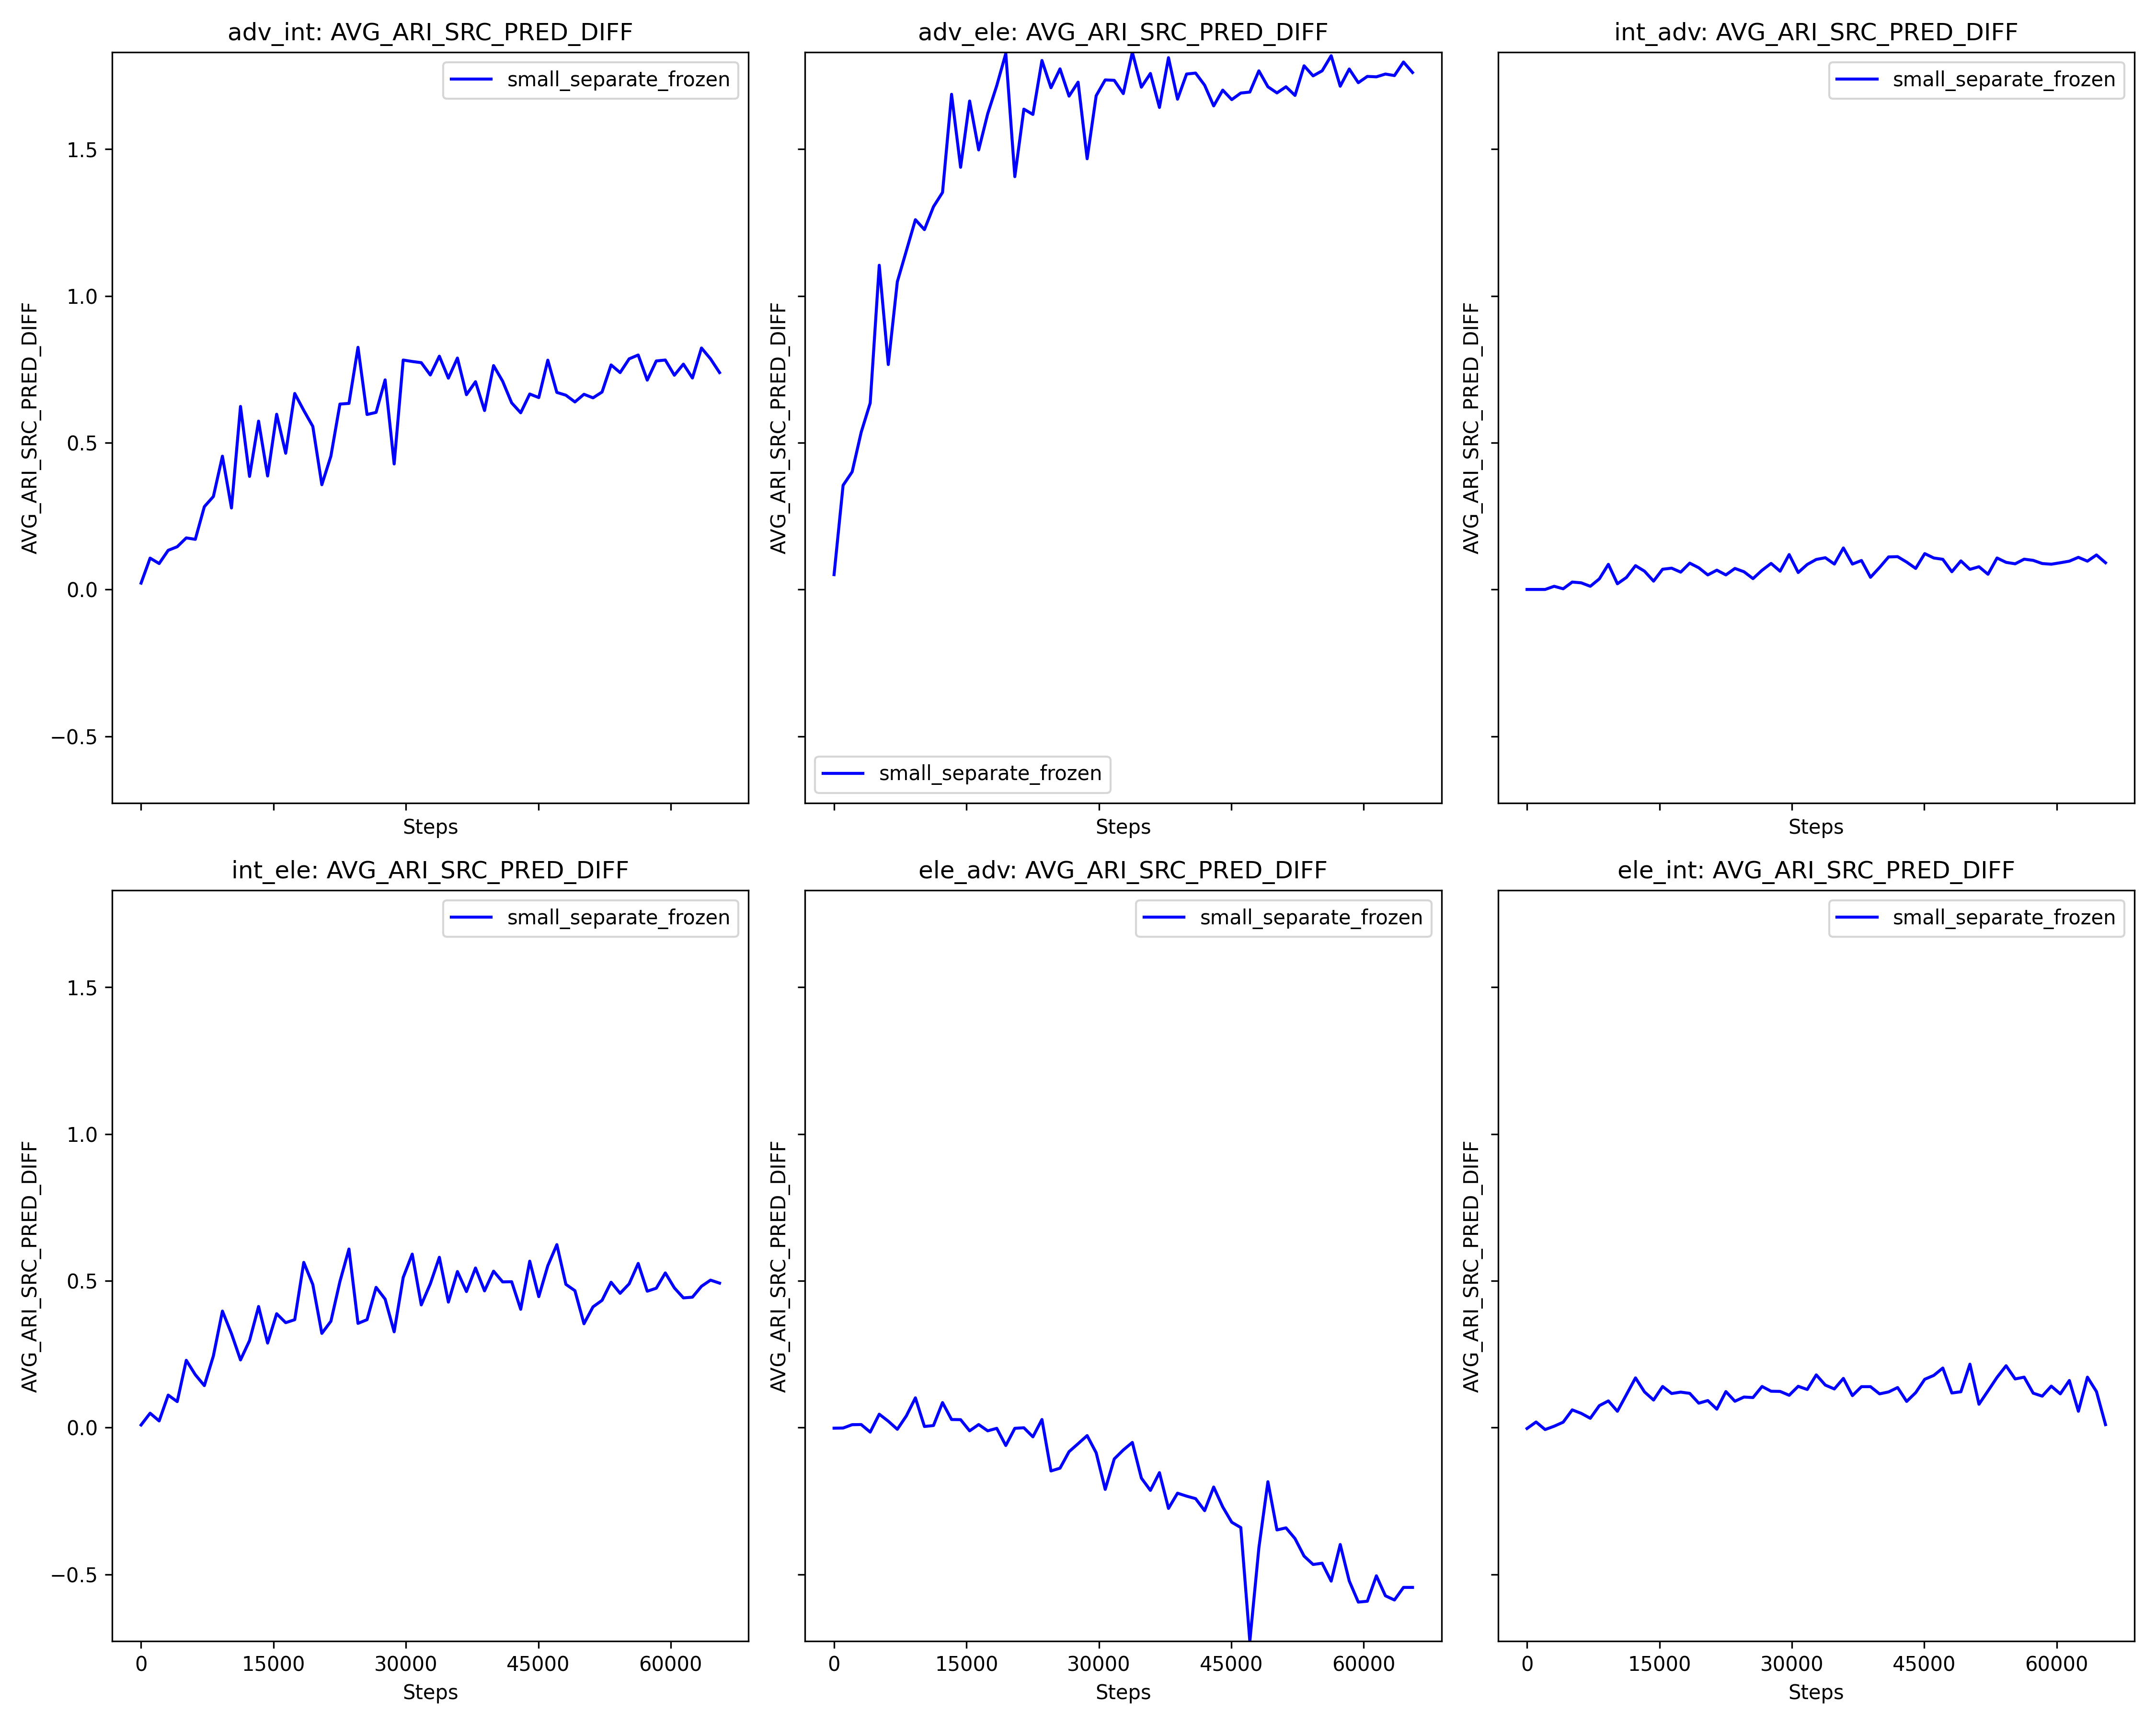 adv_int: AVG_ARI_SRC_PRED_DIFF
adv_ele: AVG_ARI_SRC_PRED_DIFF
int_adv: AVG_ARI_SRC_PRED_DIFF
small_separate_frozen
small_separate_frozen
small_separate_frozen
1.5
1.0
0.5
0.0
−0.5
AVG_ARI_SRC_PRED_DIFF
AVG_ARI_SRC_PRED_DIFF
AVG_ARI_SRC_PRED_DIFF
Steps
Steps
Steps
int_ele: AVG_ARI_SRC_PRED_DIFF
ele_adv: AVG_ARI_SRC_PRED_DIFF
ele_int: AVG_ARI_SRC_PRED_DIFF
small_separate_frozen
small_separate_frozen
small_separate_frozen
1.5
1.0
0.5
0.0
−0.5
AVG_ARI_SRC_PRED_DIFF
AVG_ARI_SRC_PRED_DIFF
AVG_ARI_SRC_PRED_DIFF
0 15000 30000 45000 60000
0 15000 30000 45000 60000
0 15000 30000 45000 60000
Steps
Steps
Steps